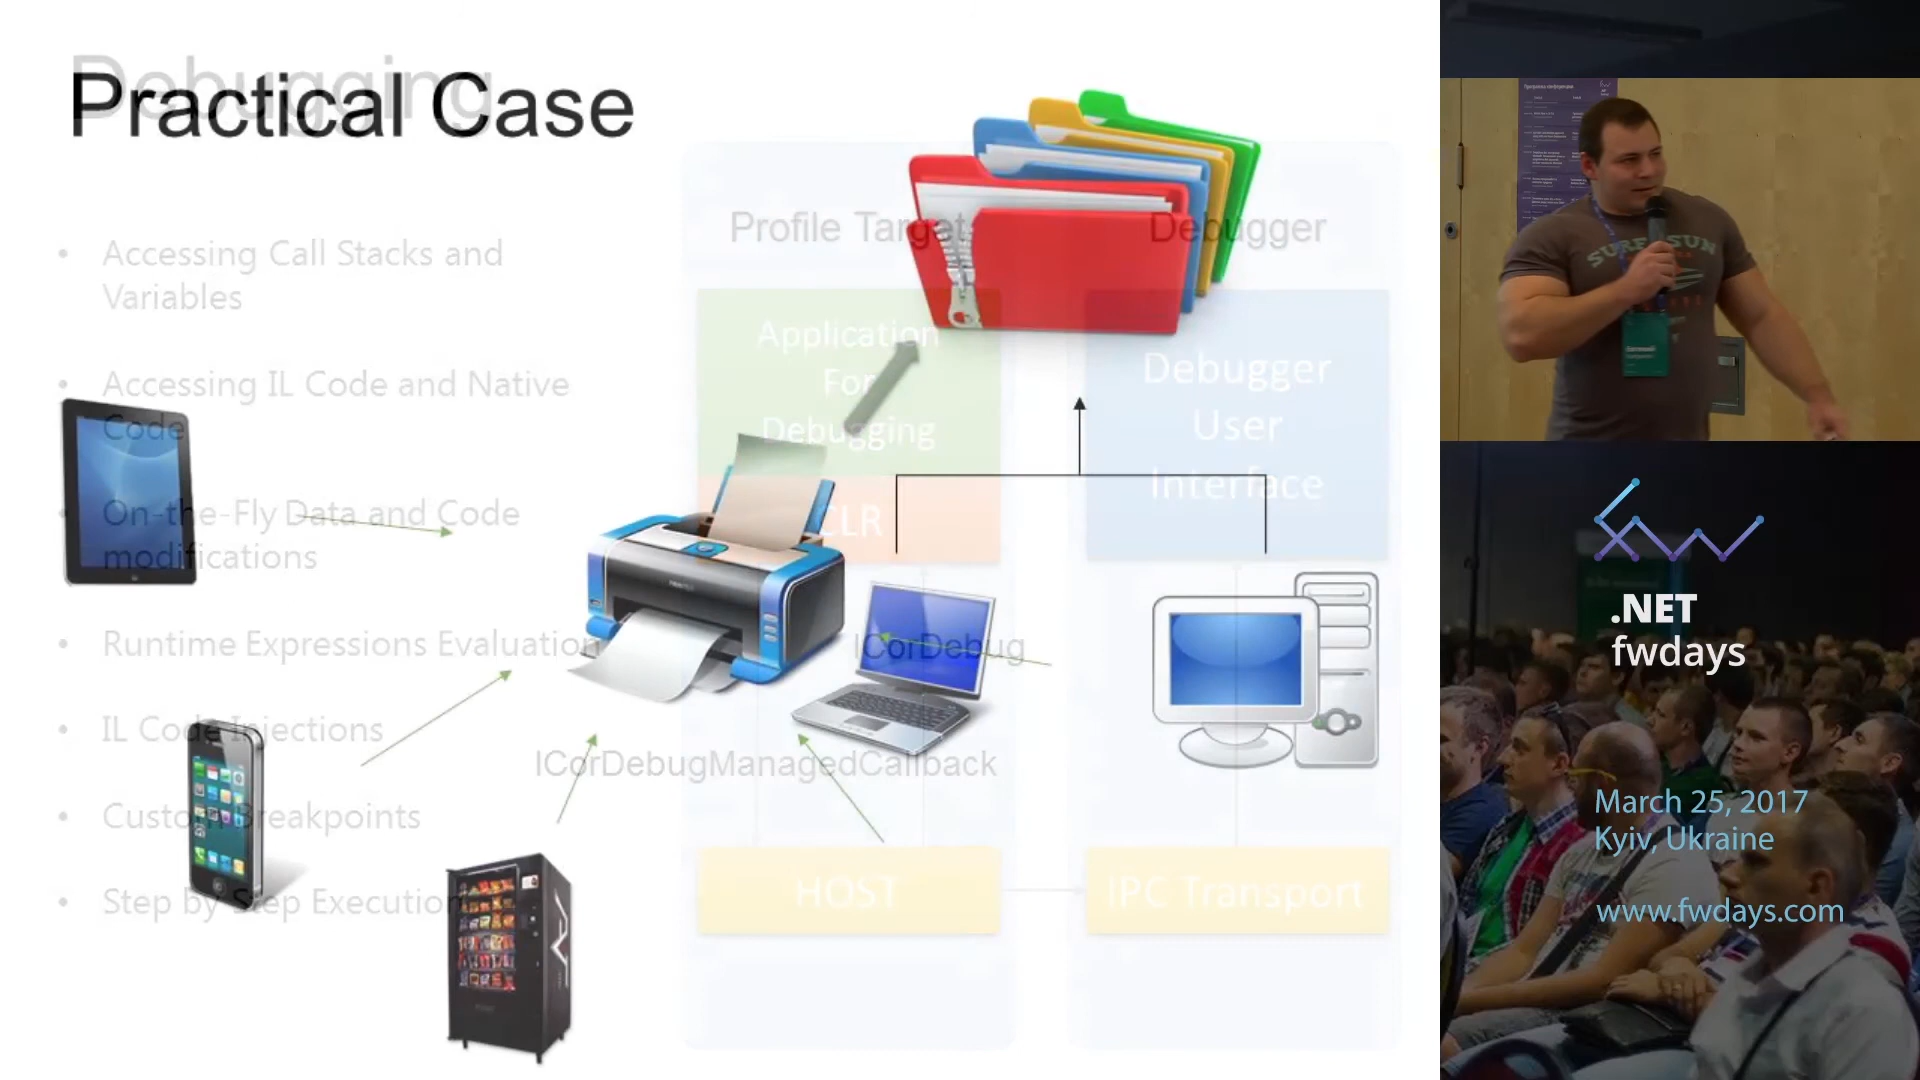 Debugging
Practical Case
Accessing Call Stacks and
Variables
Accessing IL Code and Native
Code
On-the-Fly Data and Code
modifications
Runtime Expressions Evaluation
IL Code Injections
Custom Breakpoints
Step by Step Execution
Profile Target
Debugger
Application
For
Debugging
CLR
Debugger
User
Interface
ICorDebug
ICorDebugManagedCallback
HOST
IPC Transport
SURF SUN
.NET
fwdays
March 25, 2017
Kyiv, Ukraine
www.fwdays.com